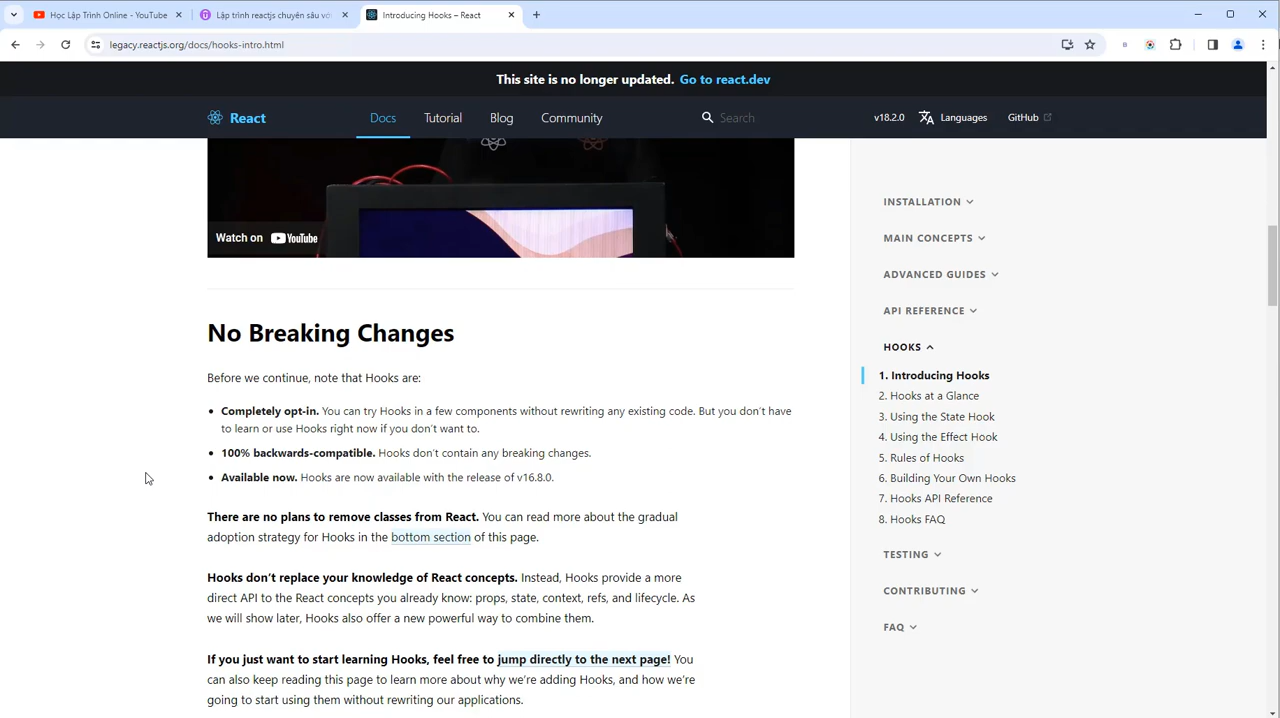 Học Lập Trình Online - YouTube
Lập trình reactjs chuyên sâu với
Introducing Hooks – React
legacy.reactjs.org/docs/hooks-intro.html
This site is no longer updated. Go to react.dev
React
Docs
Tutorial
Blog
Community
Search
v18.2.0
Languages
GitHub
Watch on YouTube
No Breaking Changes
Before we continue, note that Hooks are:
Completely opt-in. You can try Hooks in a few components without rewriting any existing code. But you don’t have
to learn or use Hooks right now if you don’t want to.
100% backwards-compatible. Hooks don’t contain any breaking changes.
Available now. Hooks are now available with the release of v16.8.0.
There are no plans to remove classes from React. You can read more about the gradual
adoption strategy for Hooks in the bottom section of this page.
Hooks don’t replace your knowledge of React concepts. Instead, Hooks provide a more
direct API to the React concepts you already know: props, state, context, refs, and lifecycle. As
we will show later, Hooks also offer a new powerful way to combine them.
If you just want to start learning Hooks, feel free to jump directly to the next page! You
can also keep reading this page to learn more about why we’re adding Hooks, and how we’re
going to start using them without rewriting our applications.
INSTALLATION
MAIN CONCEPTS
ADVANCED GUIDES
API REFERENCE
HOOKS
1. Introducing Hooks
2. Hooks at a Glance
3. Using the State Hook
4. Using the Effect Hook
5. Rules of Hooks
6. Building Your Own Hooks
7. Hooks API Reference
8. Hooks FAQ
TESTING
CONTRIBUTING
FAQ